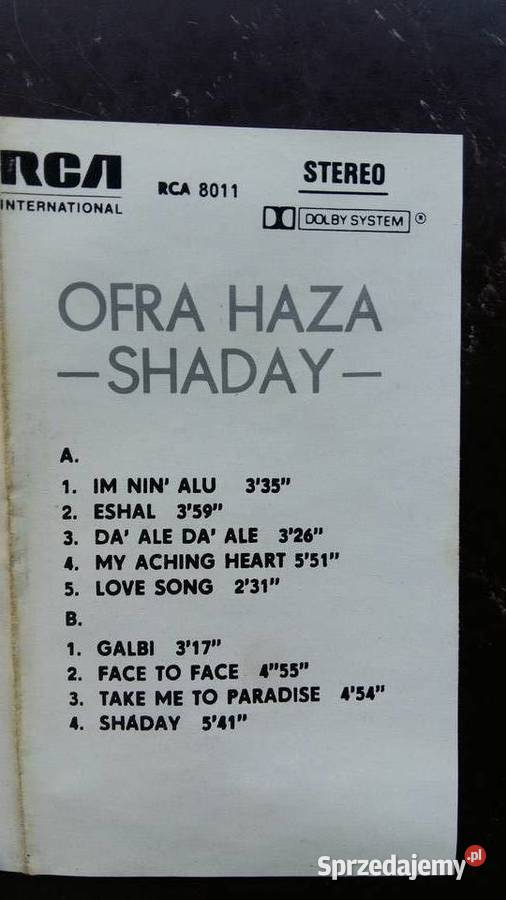 RCA
INTERNATIONAL
RCA 8011
STEREO
DOLBY SYSTEM ®
OFRA HAZA
—SHADAY—
A.
1. IM NIN' ALU 3'35"
2. ESHAL 3'59"
3. DA' ALE DA' ALE 3'26"
4. MY ACHING HEART 5'51"
5. LOVE SONG 2'31"
B.
1. GALBI 3'17"
2. FACE TO FACE 4"55"
3. TAKE ME TO PARADISE 4'54"
4. SHADAY 5'41"
Sprzedajemy.pl